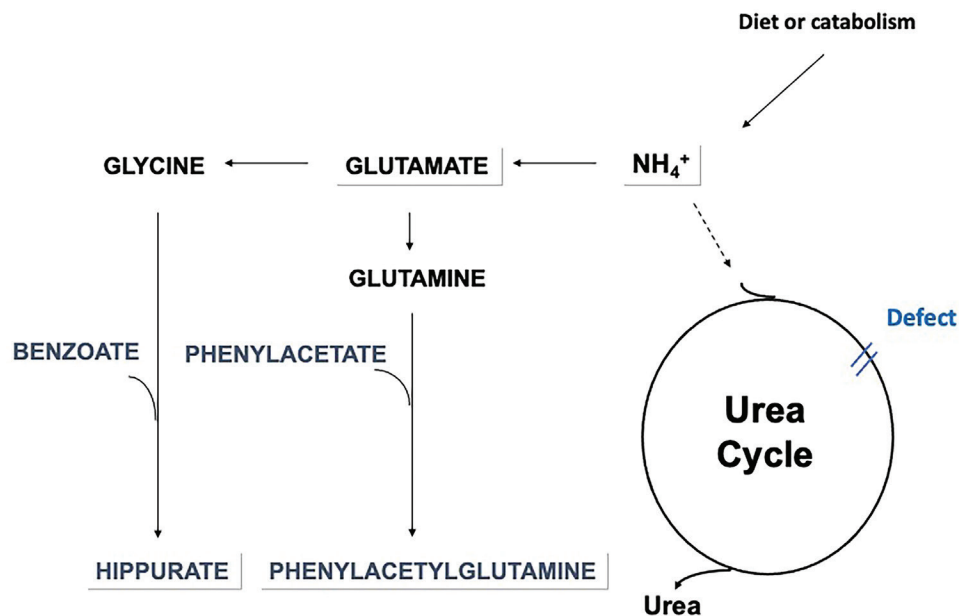 Diet or catabolism
GLYCINE
GLUTAMATE
NH₄⁺
GLUTAMINE
Defect
BENZOATE
PHENYLACETATE
Urea
Cycle
HIPPURATE
PHENYLACETYLGLUTAMINE
Urea